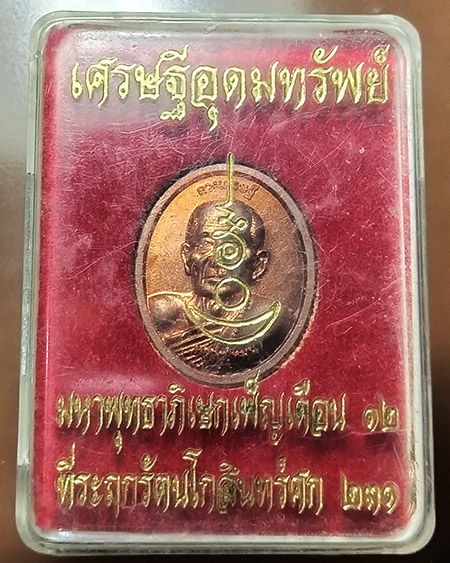 เศรษฐีอุดมทรัพย์
มหาพุทธาภิเษกเพ็ญเดือน ๑๒
ที่ระฤกรัตนโกสินทร์ศก ๒๓๑